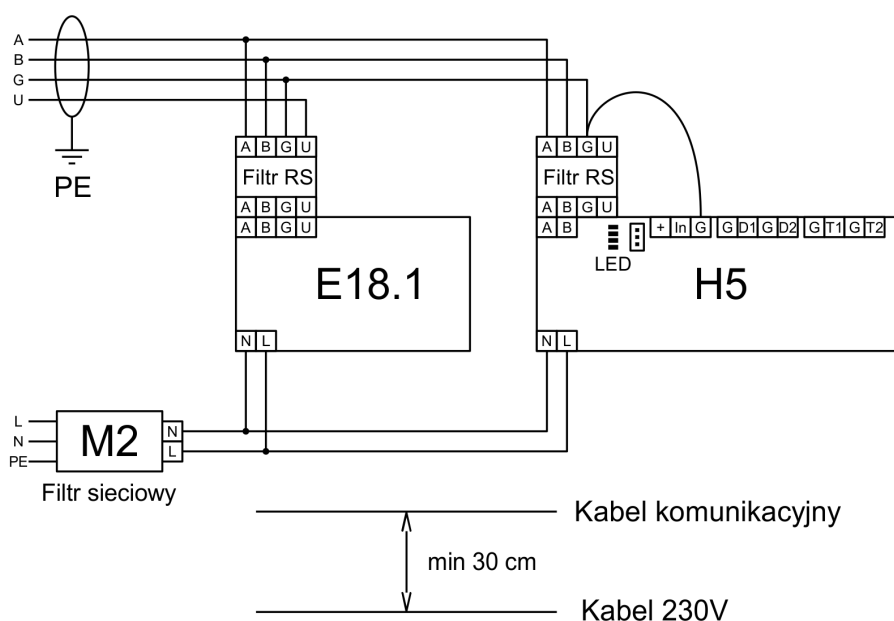 A
B
G
U
PE
A B G U
Filtr RS
A B G U
A B G U
E18.1
N L
A B G U
Filtr RS
A B G U
A B
LED
+ In G G D1 G D2 G T1 G T2
H5
N L
L
N
PE
M2
N
L
Filtr sieciowy
Kabel komunikacyjny
min 30 cm
Kabel 230V